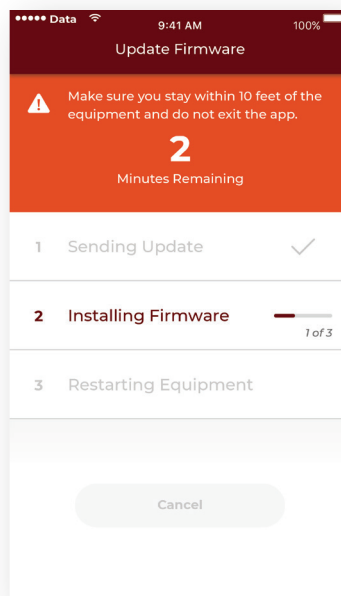 Data
9:41 AM
100%
Update Firmware
Make sure you stay within 10 feet of the
equipment and do not exit the app.
2
Minutes Remaining
1 Sending Update
2 Installing Firmware
1 of 3
3 Restarting Equipment
Cancel